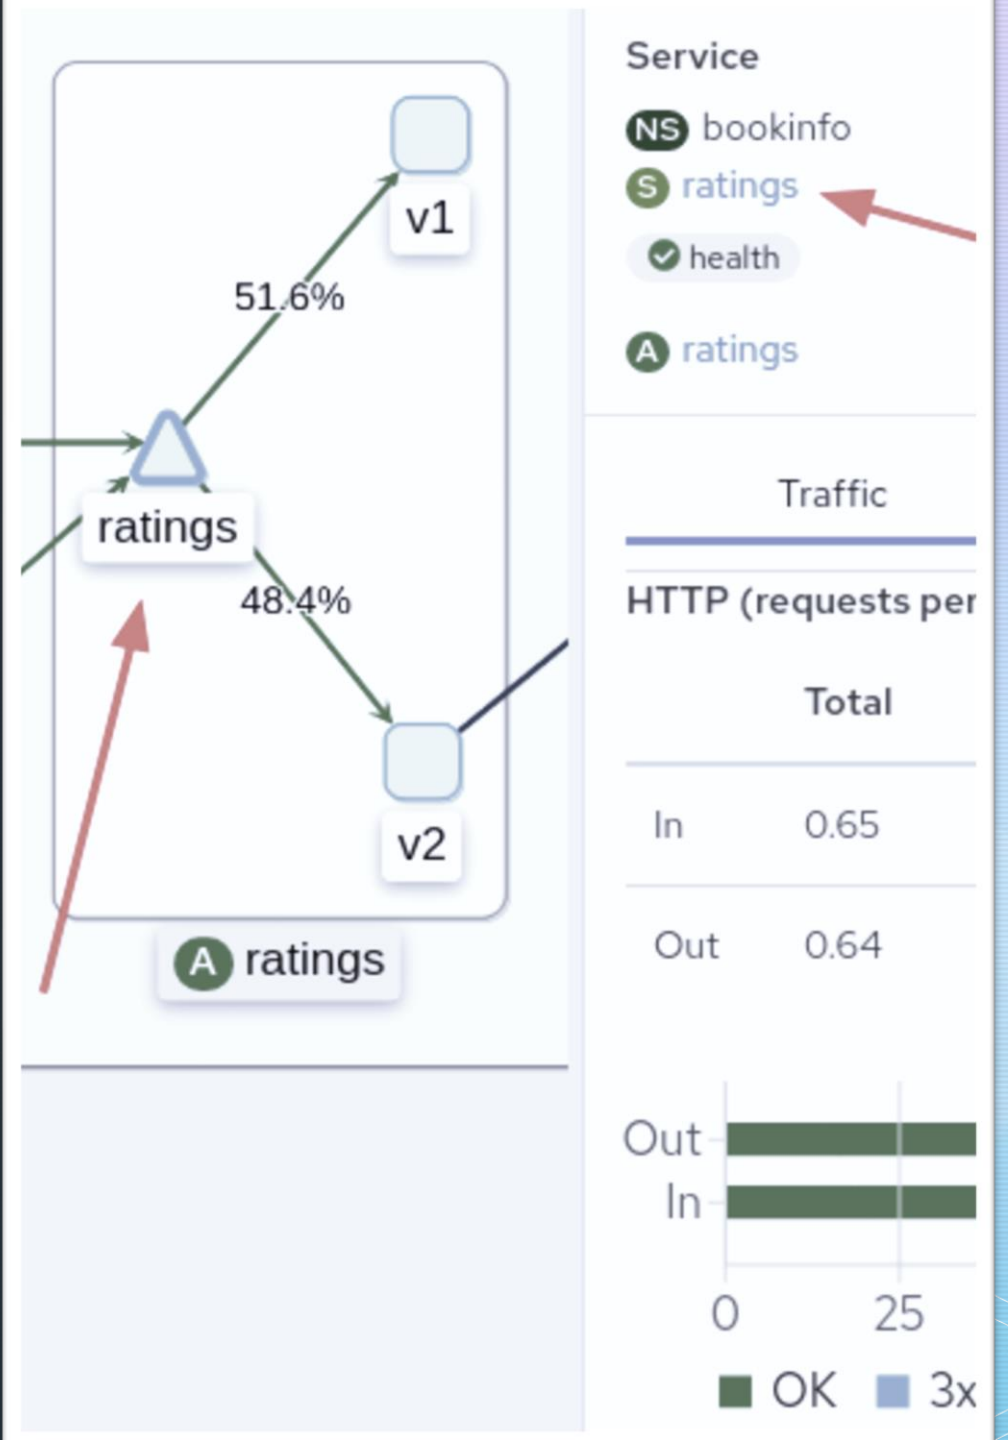 v1
51.6%
ratings
48.4%
v2
A ratings
Service
NS bookinfo
S ratings
health
A ratings
Traffic
HTTP (requests per
Total
In 0.65
Out 0.64
Out
In
0 25
OK 3x